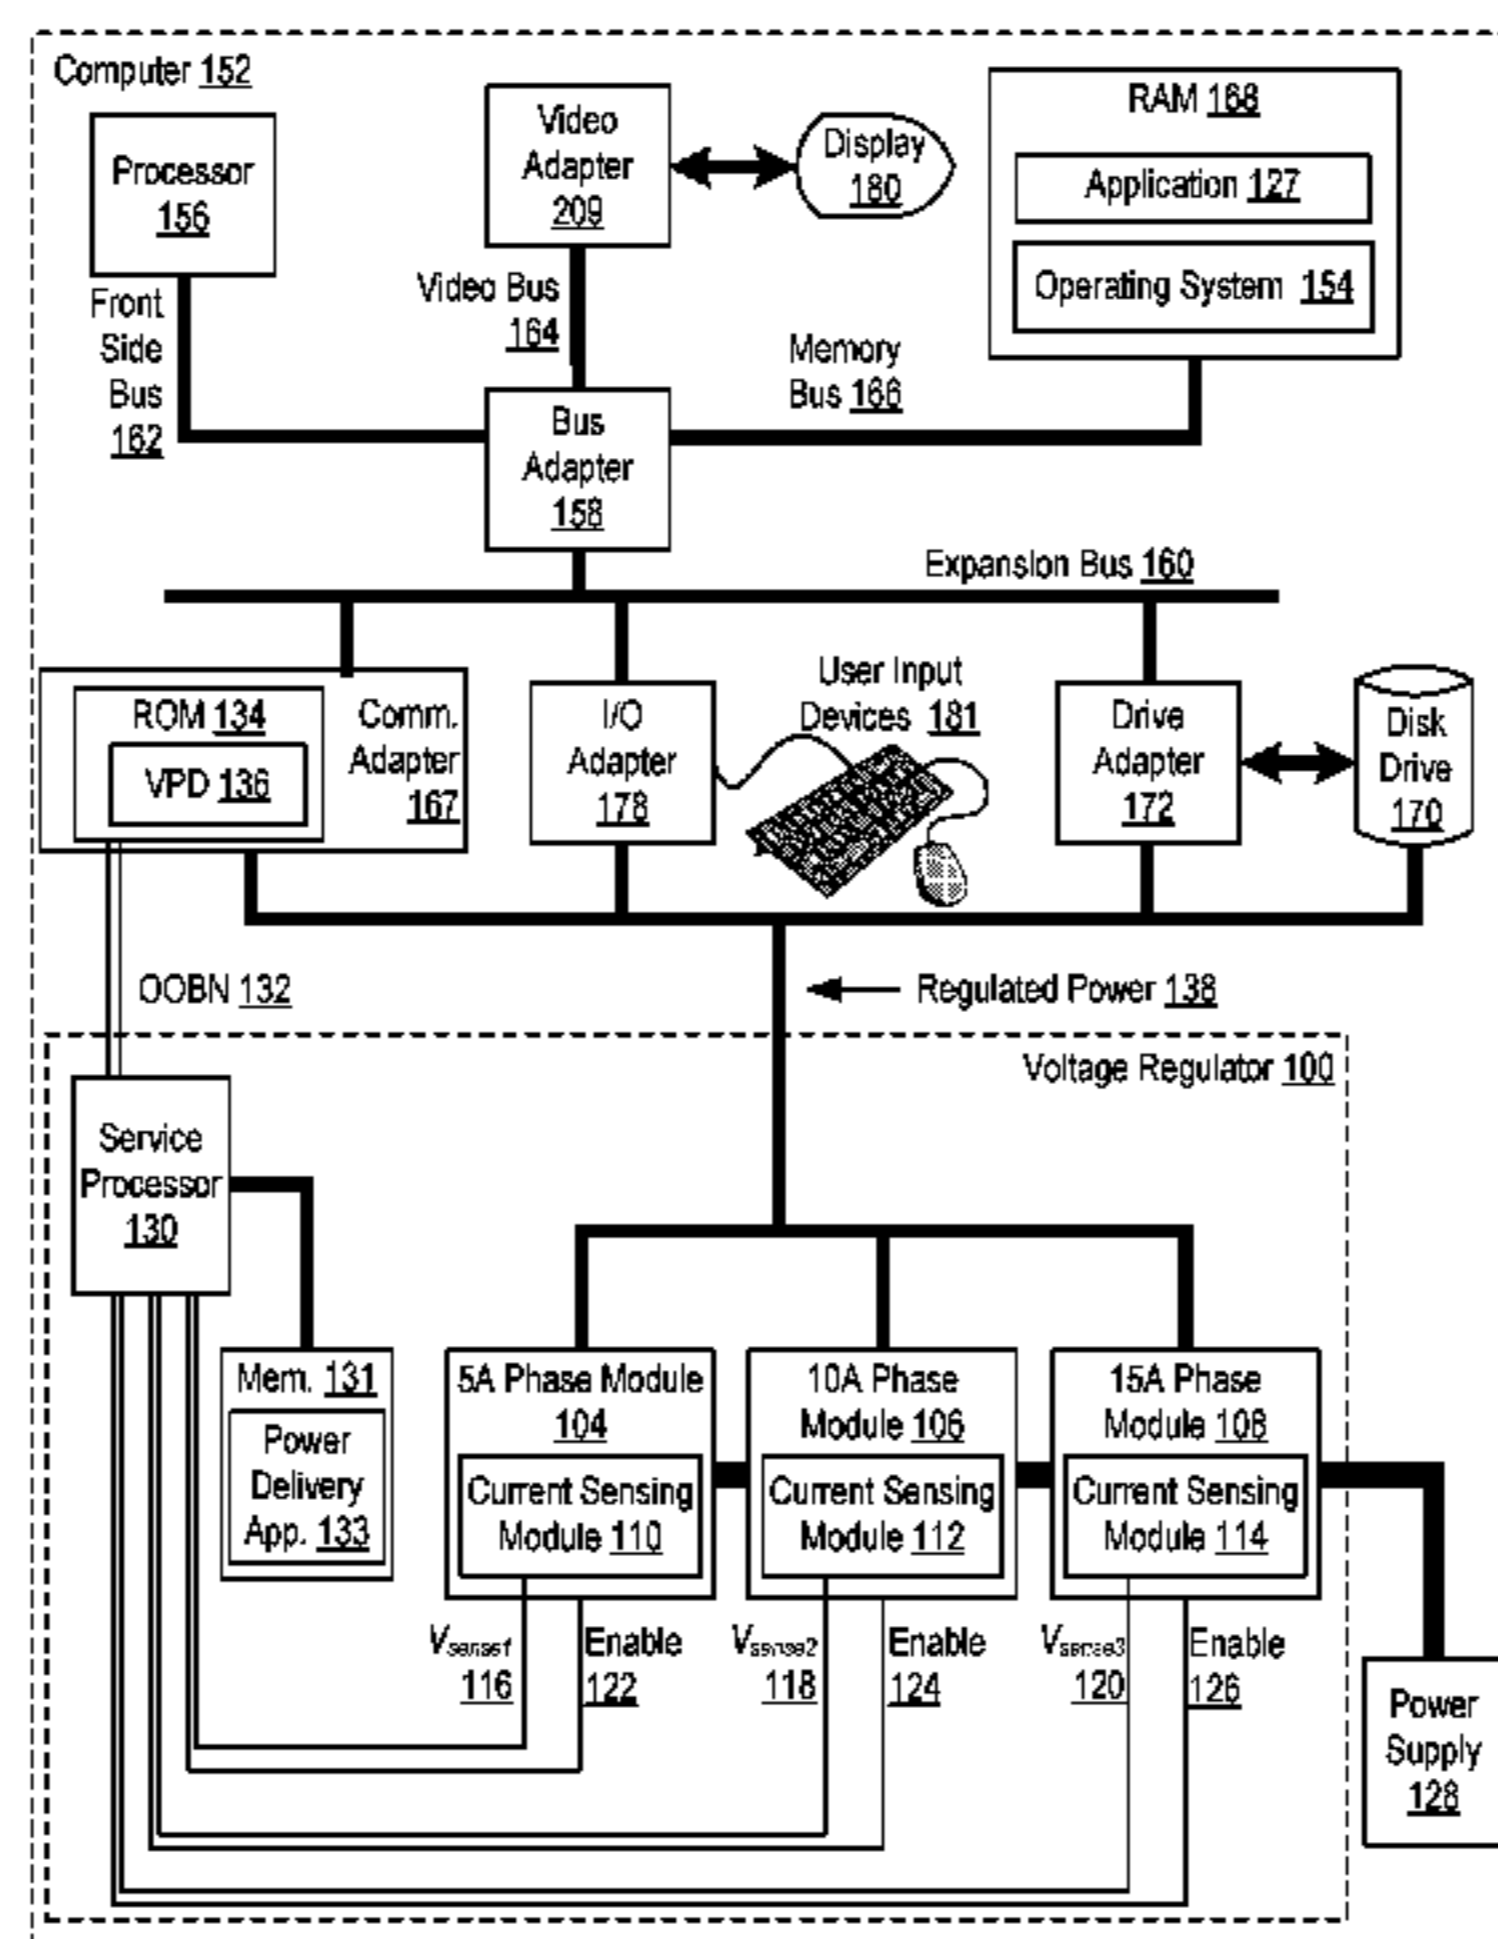 Computer 152
Processor
156
Video
Adapter
209
Display
180
RAM 168
Application 127
Operating System 154
Front
Side
Bus
162
Video Bus
164
Memory
Bus 166
Bus
Adapter
158
Expansion Bus 160
ROM 134
VPD 136
Comm.
Adapter
167
I/O
Adapter
178
User Input
Devices 181
Drive
Adapter
172
Disk
Drive
170
OOBN 132
Regulated Power 138
Voltage Regulator 100
Service
Processor
130
Mem. 131
Power
Delivery
App. 133
5A Phase Module
104
Current Sensing
Module 110
10A Phase
Module 106
Current Sensing
Module 112
15A Phase
Module 108
Current Sensing
Module 114
Vsense1
116
Enable
122
Vsense2
118
Enable
124
Vsense3
120
Enable
126
Power
Supply
128